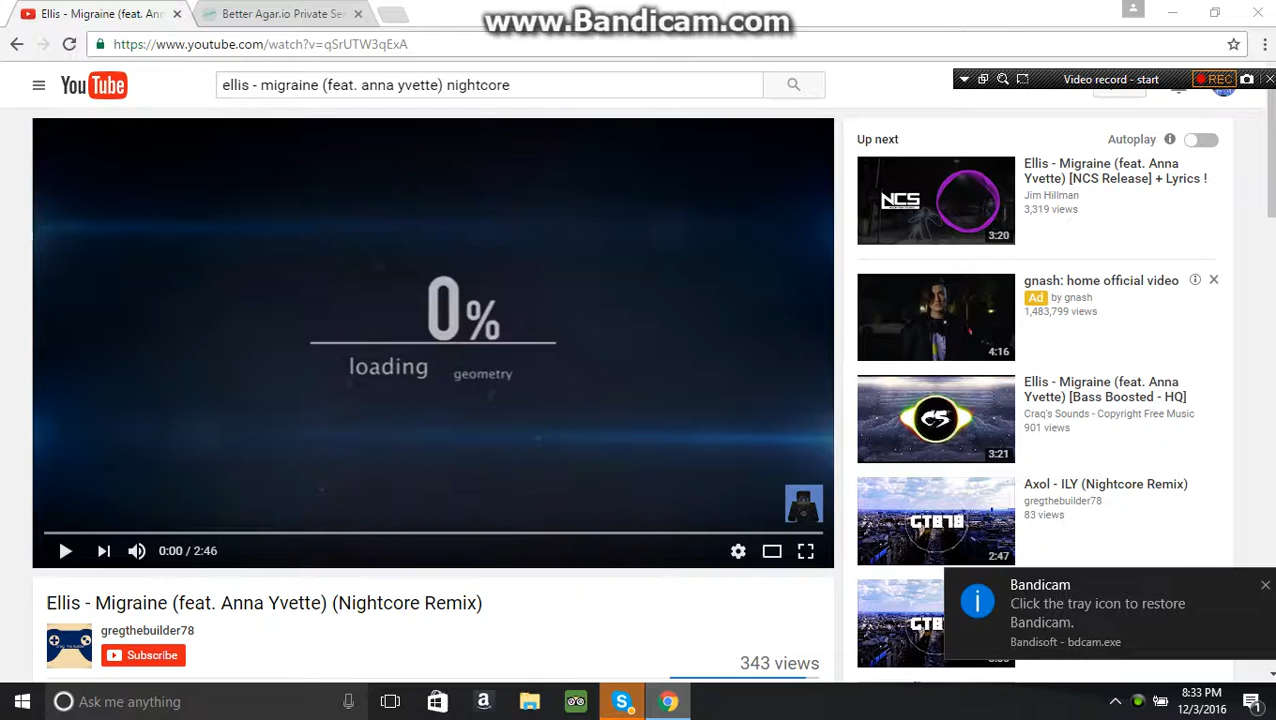 www.Bandicam.com
Ellis - Migraine (feat. Ann
Better Agar.io Private Se
https://www.youtube.com/watch?v=qSrUTW3qExA
YouTube
ellis - migraine (feat. anna yvette) nightcore
Video record - start
REC
0%
loading geometry
0:00 / 2:46
Ellis - Migraine (feat. Anna Yvette) (Nightcore Remix)
gregthebuilder78
Subscribe
343 views
Up next
Autoplay
NCS
3:20
Ellis - Migraine (feat. Anna
Yvette) [NCS Release] + Lyrics !
Jim Hillman
3,319 views
4:16
gnash: home official video
Ad by gnash
1,483,799 views
CS
3:21
Ellis - Migraine (feat. Anna
Yvette) [Bass Boosted - HQ]
Craq's Sounds - Copyright Free Music
901 views
GTB78
2:47
Axol - ILY (Nightcore Remix)
gregthebuilder78
83 views
Bandicam
Click the tray icon to restore
Bandicam.
Bandisoft - bdcam.exe
Ask me anything
8:33 PM
12/3/2016
1